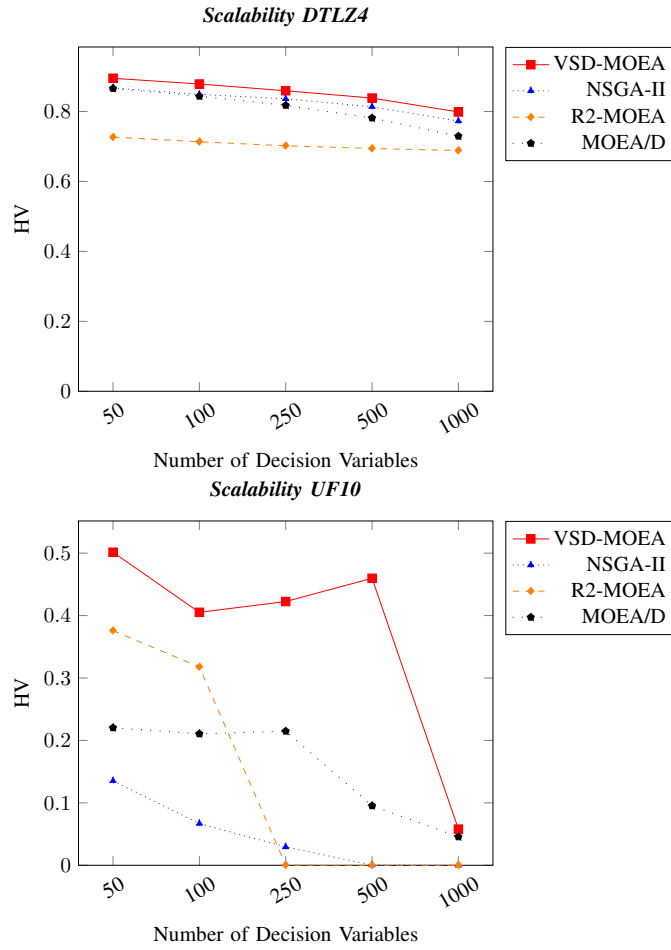 Scalability DTLZ4
HV
0.8
0.6
0.4
0.2
0
50
100
250
500
1000
Number of Decision Variables
VSD-MOEA
NSGA-II
R2-MOEA
MOEA/D
Scalability UF10
HV
0.5
0.4
0.3
0.2
0.1
0
50
100
250
500
1000
Number of Decision Variables
VSD-MOEA
NSGA-II
R2-MOEA
MOEA/D